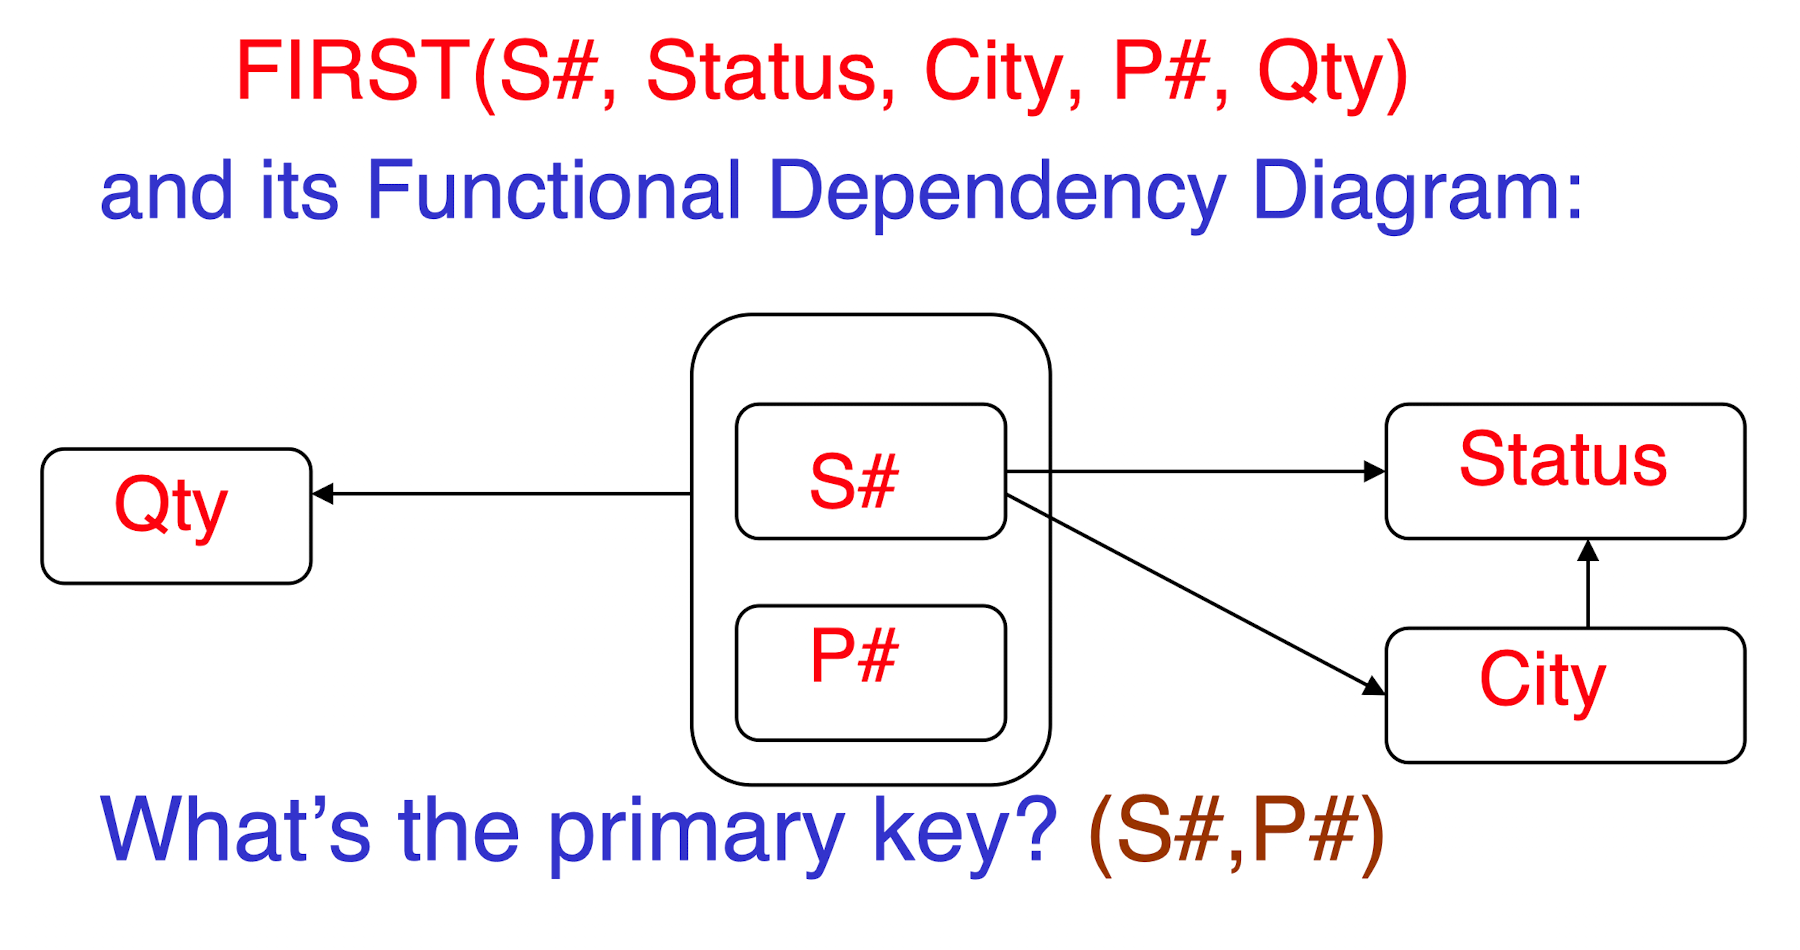 FIRST(S#, Status, City, P#, Qty)
and its Functional Dependency Diagram:
Qty
S#
P#
Status
City
What’s the primary key? (S#,P#)